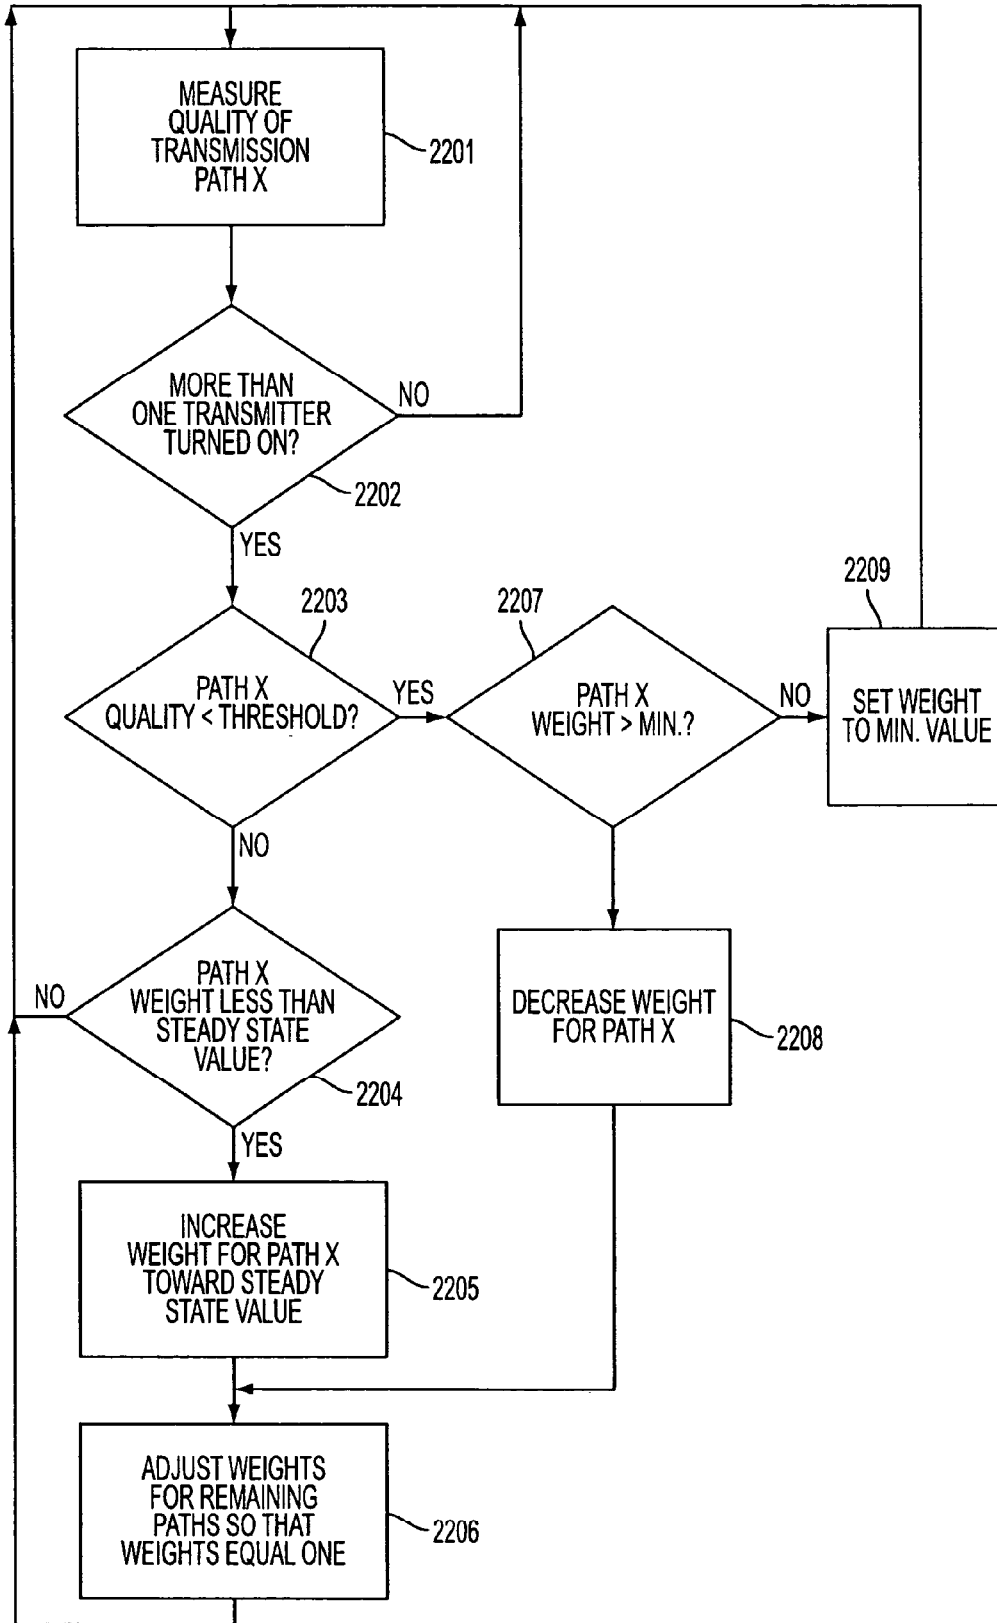 MEASURE
QUALITY OF
TRANSMISSION
PATH X
2201
MORE THAN
ONE TRANSMITTER
TURNED ON?
NO
2202
YES
2203
PATH X
QUALITY < THRESHOLD?
YES
2207
PATH X
WEIGHT > MIN.?
NO
2209
SET WEIGHT
TO MIN. VALUE
NO
PATH X
WEIGHT LESS THAN
STEADY STATE
VALUE?
NO
2204
YES
DECREASE WEIGHT
FOR PATH X
2208
INCREASE
WEIGHT FOR PATH X
TOWARD STEADY
STATE VALUE
2205
ADJUST WEIGHTS
FOR REMAINING
PATHS SO THAT
WEIGHTS EQUAL ONE
2206